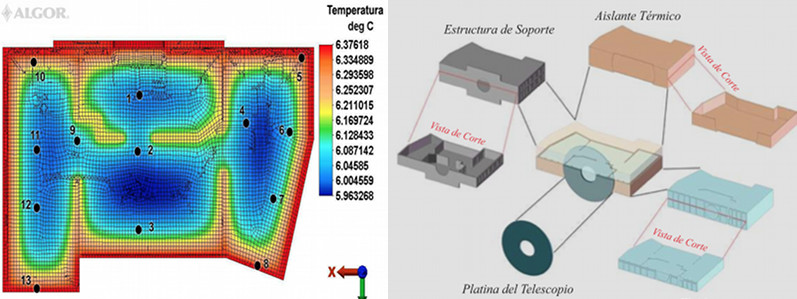 ALGOR.
Temperatura
deg C
6.37618
6.334889
6.293598
6.252307
6.211015
6.169724
6.128433
6.087142
6.04585
6.004559
5.963268
10
5
1
4
6
9
11
2
12
7
3
8
13
X
Estructura de Soporte
Aislante Térmico
Vista de Corte
Vista de Corte
Vista de Corte
Platina del Telescopio